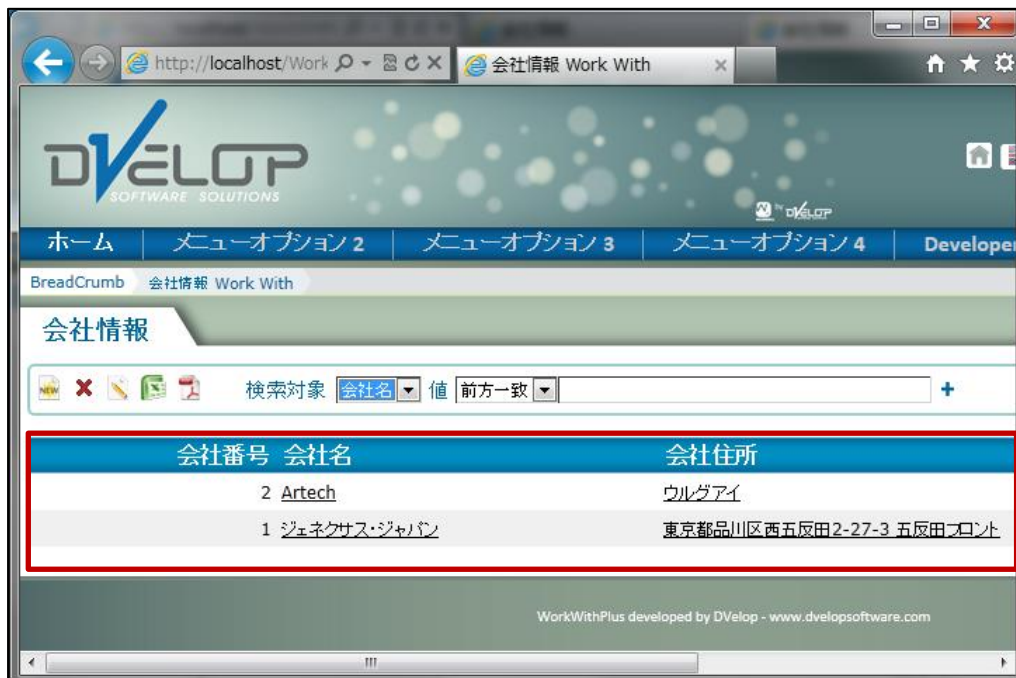 http://localhost/Work
会社情報 Work With
DVELOP
SOFTWARE SOLUTIONS
by DVELOP
ホーム
メニューオプション 2
メニューオプション 3
メニューオプション 4
Developer
BreadCrumb
会社情報 Work With
会社情報
NEW
検索対象 会社名 値 前方一致
会社番号 会社名 会社住所
2 Artech ウルグアイ
1 ジェネクサス・ジャパン 東京都品川区西五反田2-27-3 五反田フロント
WorkWithPlus developed by DVelop - www.dvelopsoftware.com